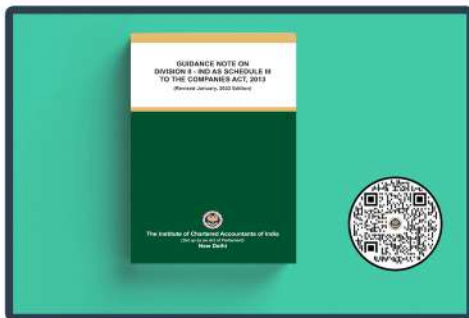 GUIDANCE NOTE ON
DIVISION II - IND AS SCHEDULE III
TO THE COMPANIES ACT, 2013
(Revised January, 2022 Edition)
The Institute of Chartered Accountants of India
(Set up by an Act of Parliament)
New Delhi